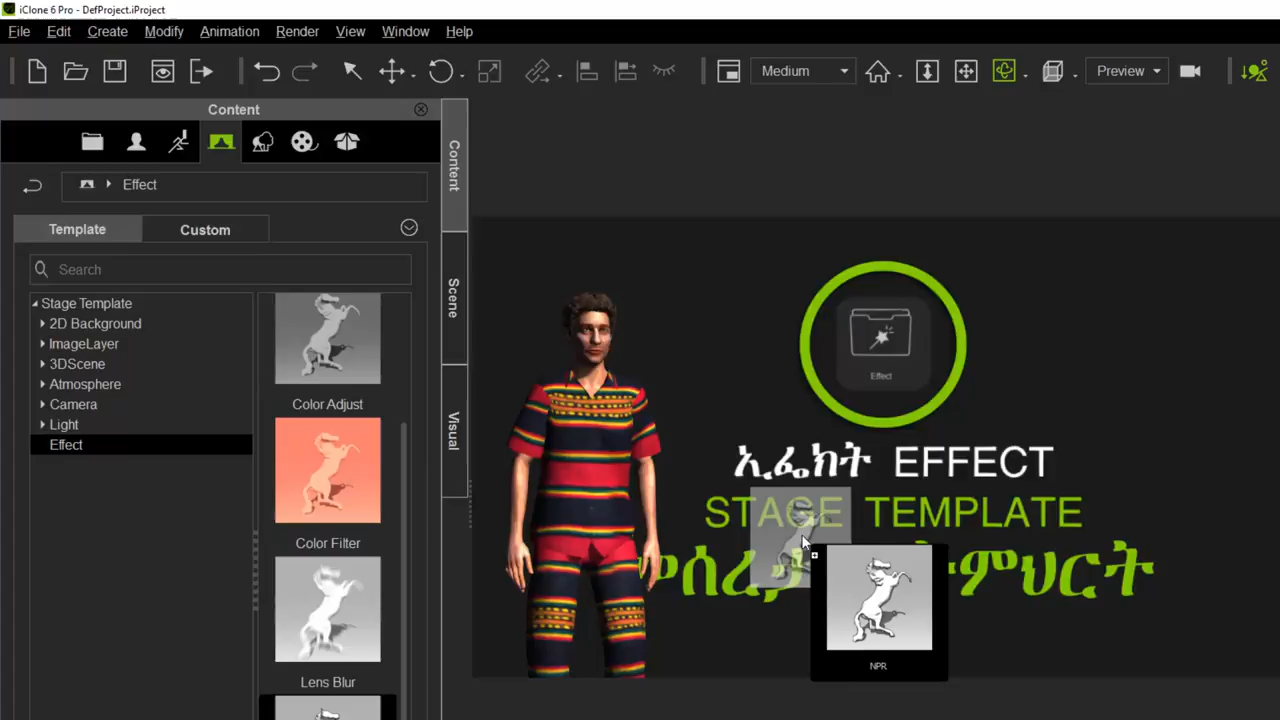 iClone 6 Pro - DefProject.iProject
File Edit Create Modify Animation Render View Window Help
Medium
Preview
Content
Effect
Template Custom
Search
Stage Template
2D Background
ImageLayer
3DScene
Atmosphere
Camera
Light
Effect
Color Adjust
Color Filter
Lens Blur
Content
Scene
Visual
Effect
ኢፌክት EFFECT
STAGE TEMPLATE
NPR